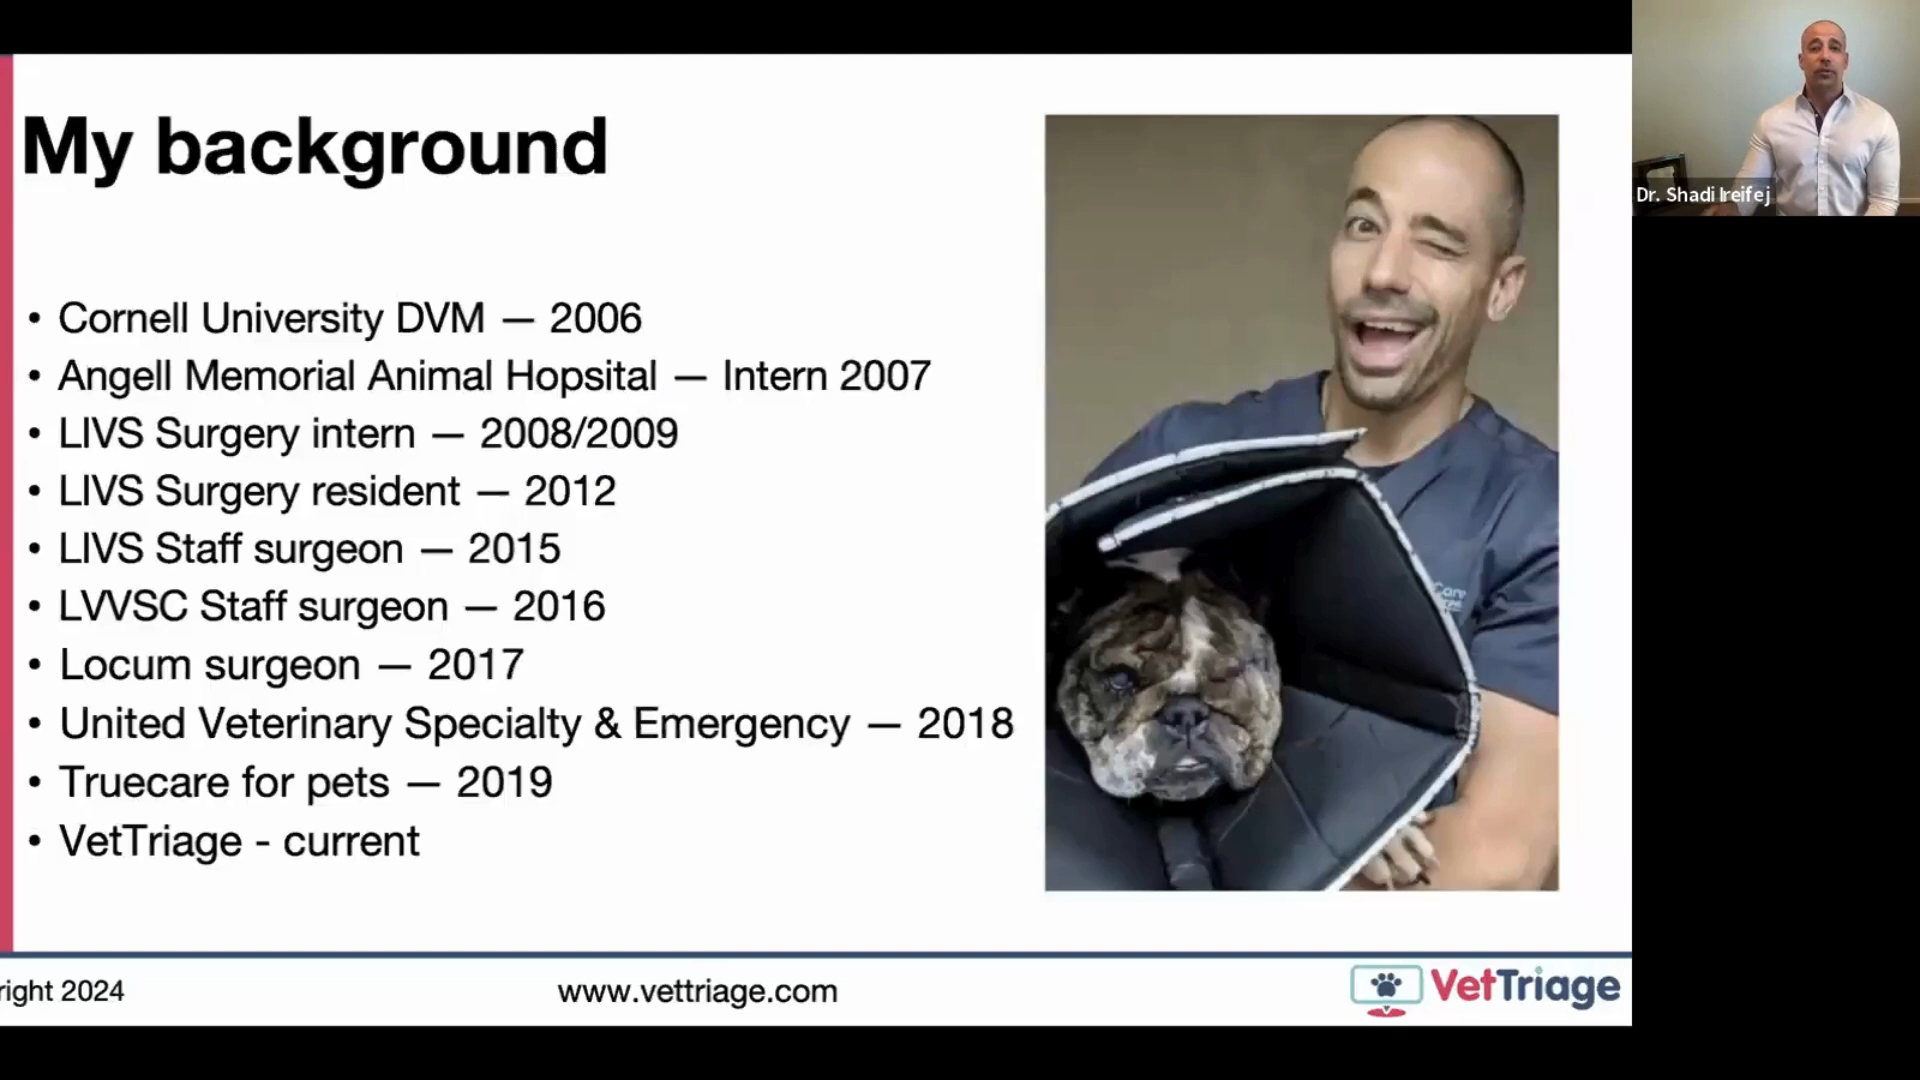 My background
• Cornell University DVM — 2006
• Angell Memorial Animal Hopsital — Intern 2007
• LIVS Surgery intern — 2008/2009
• LIVS Surgery resident — 2012
• LIVS Staff surgeon — 2015
• LVVSC Staff surgeon — 2016
• Locum surgeon — 2017
• United Veterinary Specialty & Emergency — 2018
• Truecare for pets — 2019
• VetTriage - current
Dr. Shadi Ireifej
right 2024
www.vettriage.com
VetTriage